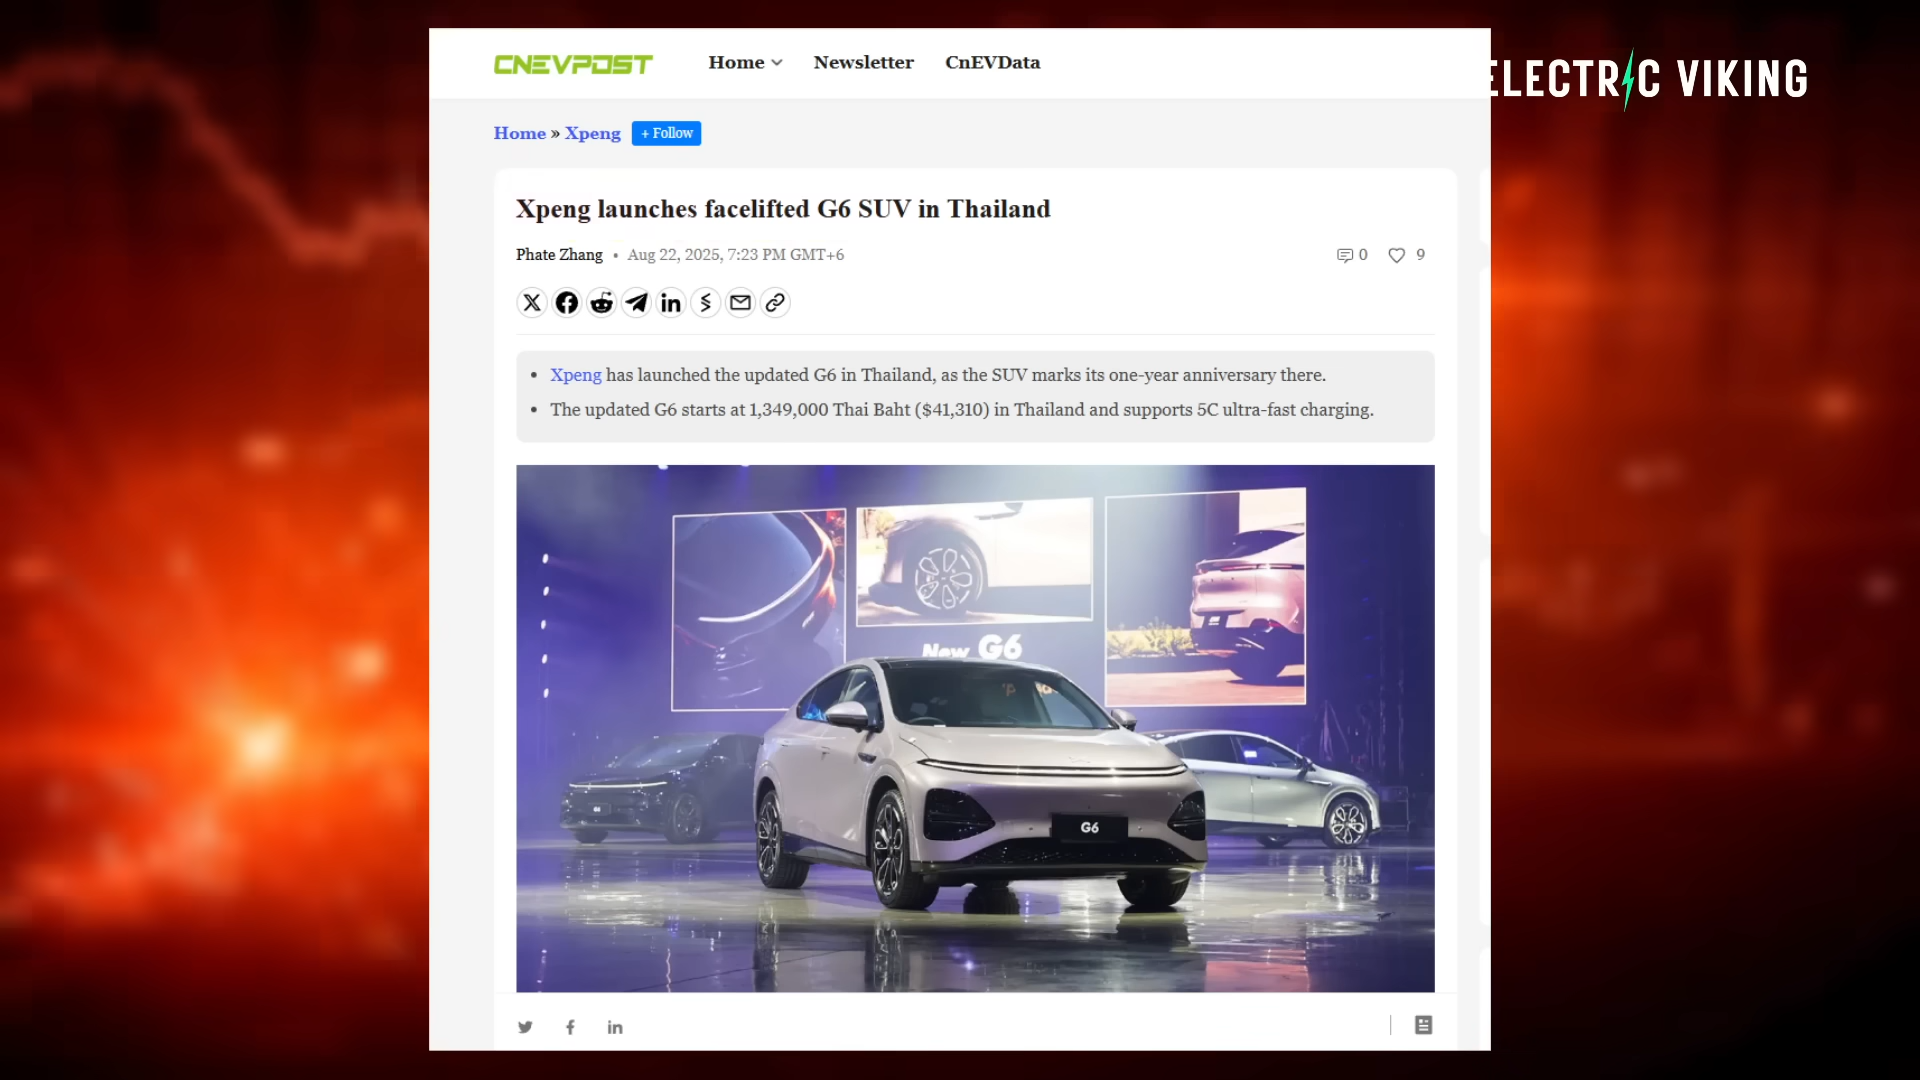 CNEVPOST
Home Newsletter CnEVData
ELECTRIC VIKING
Home » Xpeng + Follow
Xpeng launches facelifted G6 SUV in Thailand
Phate Zhang • Aug 22, 2025, 7:23 PM GMT+6
0 9
• Xpeng has launched the updated G6 in Thailand, as the SUV marks its one-year anniversary there.
• The updated G6 starts at 1,349,000 Thai Baht ($41,310) in Thailand and supports 5C ultra-fast charging.
New G6
G6